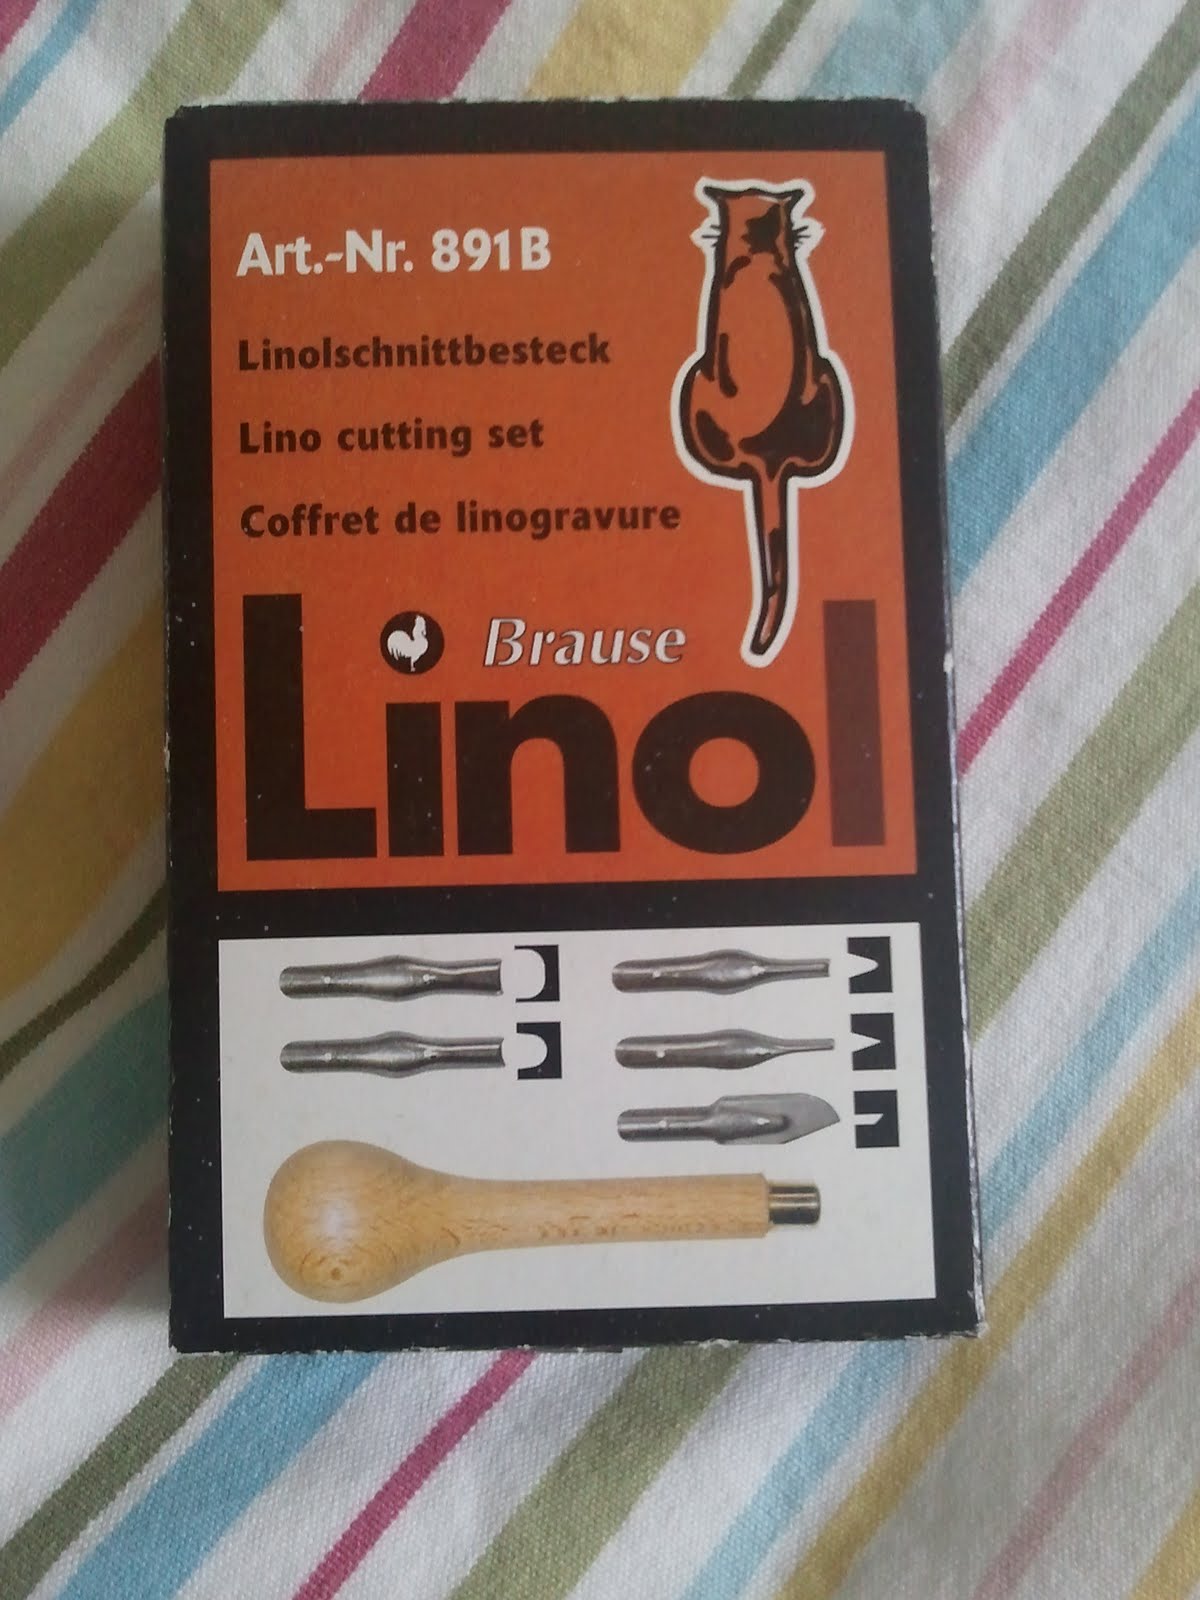 Art.-Nr. 891B
Linolschnittbesteck
Lino cutting set
Coffret de linogravure
Brause
Linol